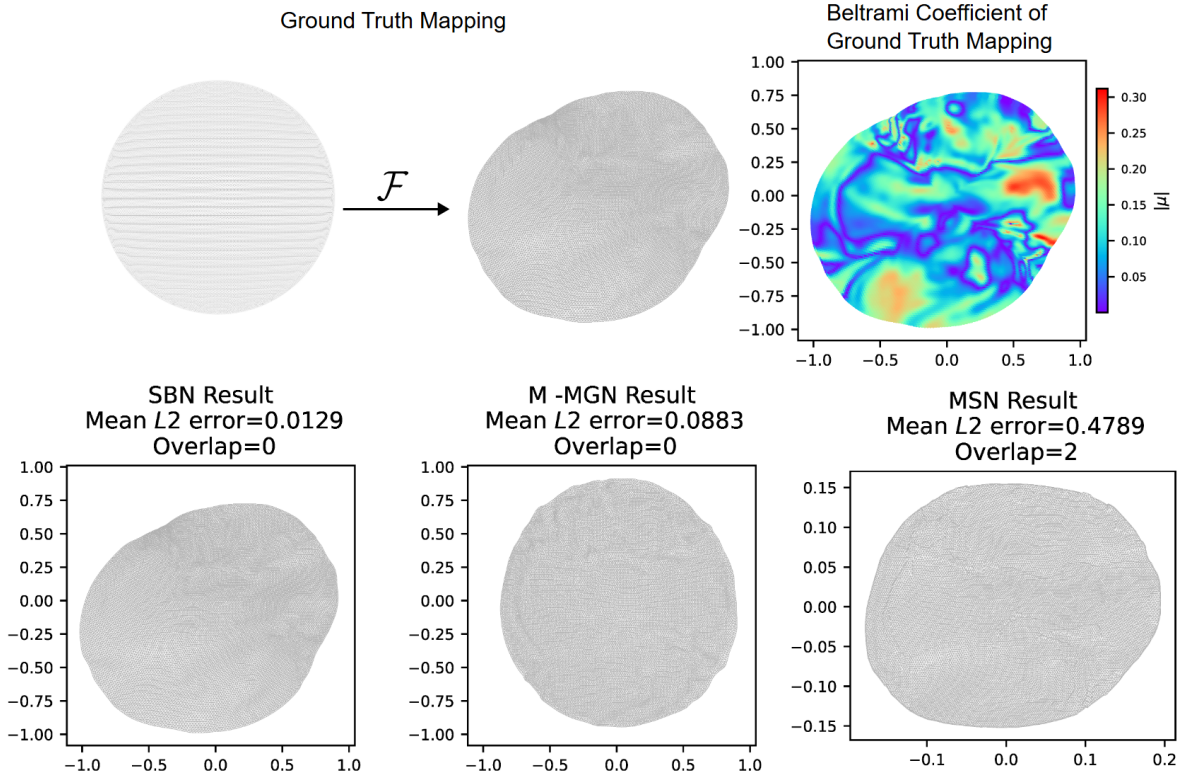 Ground Truth Mapping
Beltrami Coefficient of
Ground Truth Mapping
ℱ
1.00
0.75
0.50
0.25
0.00
−0.25
−0.50
−0.75
−1.00
−1.0 −0.5 0.0 0.5 1.0
0.30
0.25
0.20
0.15
0.10
0.05
|μ|
SBN Result
Mean L2 error=0.0129
Overlap=0
1.00
0.75
0.50
0.25
0.00
−0.25
−0.50
−0.75
−1.00
−1.0 −0.5 0.0 0.5 1.0
M -MGN Result
Mean L2 error=0.0883
Overlap=0
1.00
0.75
0.50
0.25
0.00
−0.25
−0.50
−0.75
−1.00
−1.0 −0.5 0.0 0.5 1.0
MSN Result
Mean L2 error=0.4789
Overlap=2
0.15
0.10
0.05
0.00
−0.05
−0.10
−0.15
−0.1 0.0 0.1 0.2